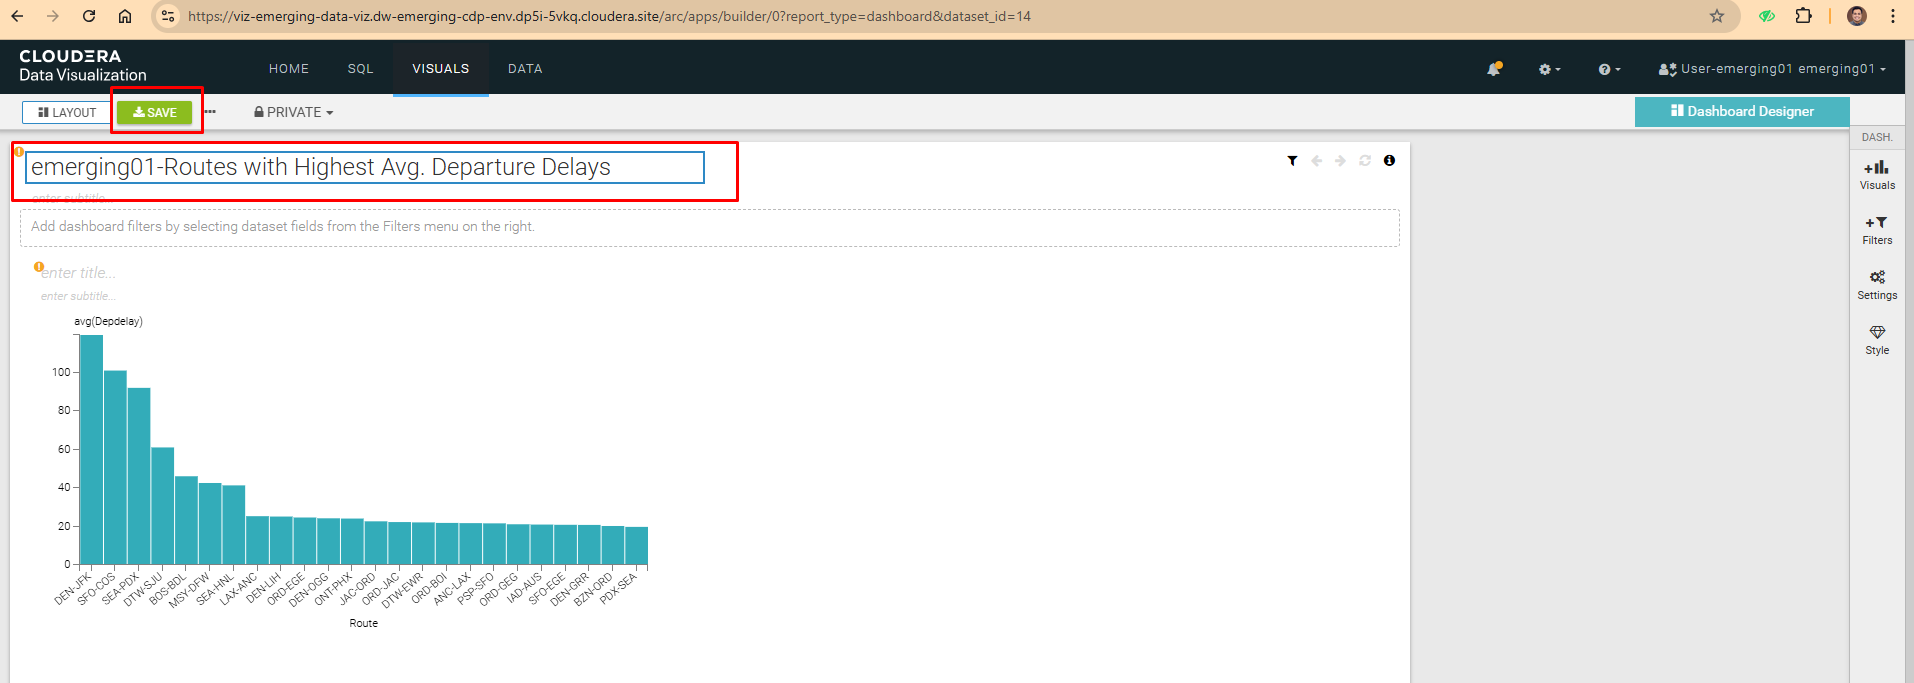 https://viz-emerging-data-viz.dw-emerging-cdp-env.dp5i-5vkq.cloudera.site/arc/apps/builder/0?report_type=dashboard&dataset_id=14
CLOUDERA
Data Visualization
HOME
SQL
VISUALS
DATA
User-emerging01 emerging01
LAYOUT
SAVE
PRIVATE
Dashboard Designer
DASH.
Visuals
Filters
Settings
Style
emerging01-Routes with Highest Avg. Departure Delays
enter subtitle...
Add dashboard filters by selecting dataset fields from the Filters menu on the right.
enter title...
enter subtitle...
avg(Depdelay)
100
80
60
40
20
0
DEN-JFK
SFO-COS
SEA-PDX
DTW-SJU
BOS-BDL
MSY-DFW
SEA-HNL
LAX-ANC
DEN-LIH
ORD-EGE
DEN-OGG
ONT-PHX
JAC-ORD
ORD-JAC
DTW-EWR
ORD-BOI
ANC-LAX
PSP-SFO
ORD-GEG
IAD-AUS
SFO-EGE
DEN-GRR
BZN-ORD
PDX-SEA
Route